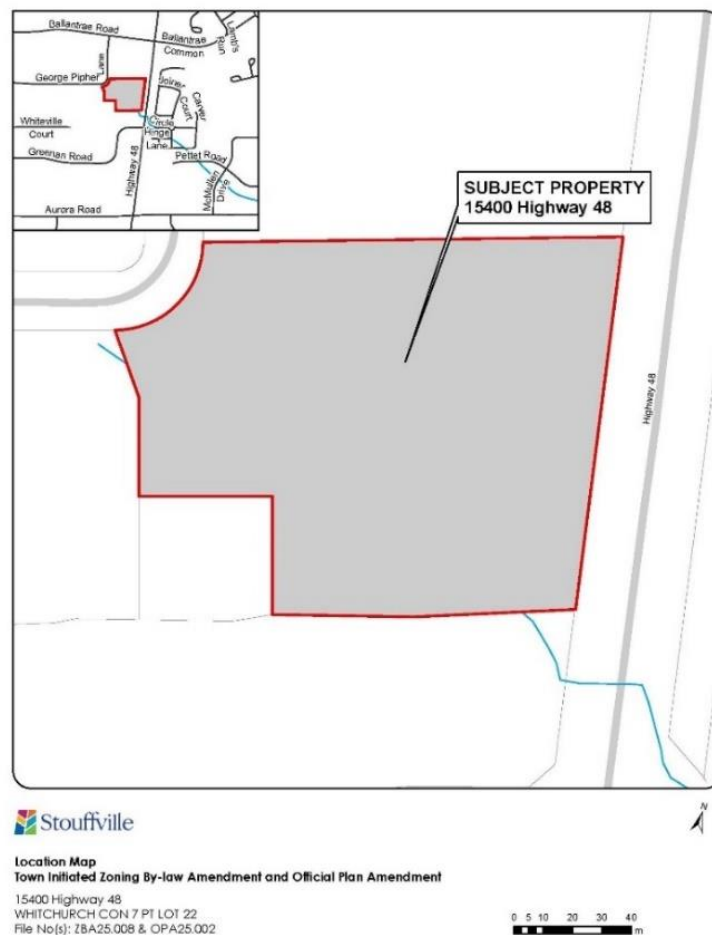 Ballantrae Road
Ballantrae
Common
Lamb's
Run
Lane
George Pipher
Joiner
Court
Carver
Court
Circle
Hinge
Lane
Whiteville
Court
Grennan Road
Highway 48
Pettet Road
McMullen
Drive
Aurora Road
SUBJECT PROPERTY
15400 Highway 48
Highway 48
Stouffville
N
Location Map
Town Initiated Zoning By-law Amendment and Official Plan Amendment
15400 Highway 48
WHITCHURCH CON 7 PT LOT 22
File No(s): ZBA25.008 & OPA25.002
0 5 10 20 30 40
m